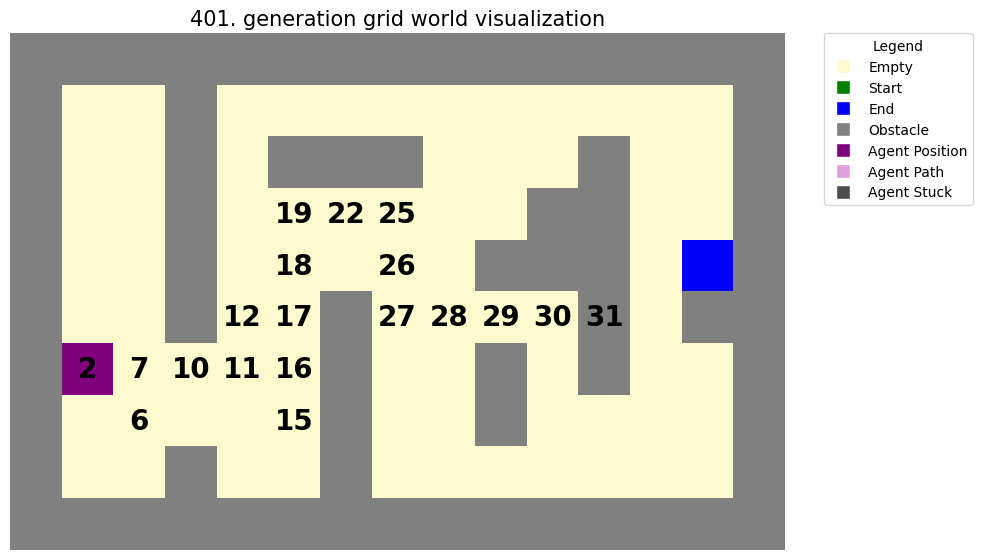 401. generation grid world visualization
Legend
Empty
Start
End
Obstacle
Agent Position
Agent Path
Agent Stuck
19 22 25
18 26
12 17 27 28 29 30 31
2 7 10 11 16
6 15